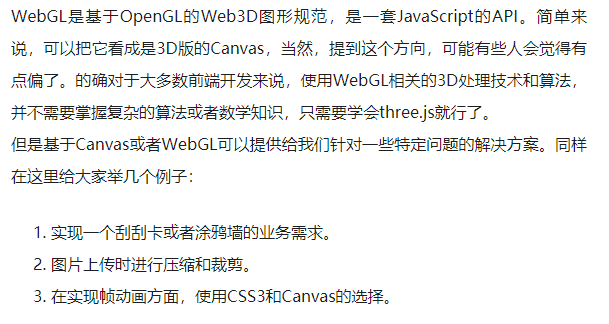 WebGL是基于OpenGL的Web3D图形规范，是一套JavaScript的API。简单来
说，可以把它看成是3D版的Canvas，当然，提到这个方向，可能有些人会觉得有
点偏了。的确对于大多数前端开发来说，使用WebGL相关的3D处理技术和算法，
并不需要掌握复杂的算法或者数学知识，只需要学会three.js就行了。
但是基于Canvas或者WebGL可以提供给我们针对一些特定问题的解决方案。同样
在这里给大家举几个例子：
1. 实现一个刮刮卡或者涂鸦墙的业务需求。
2. 图片上传时进行压缩和裁剪。
3. 在实现帧动画方面，使用CSS3和Canvas的选择。